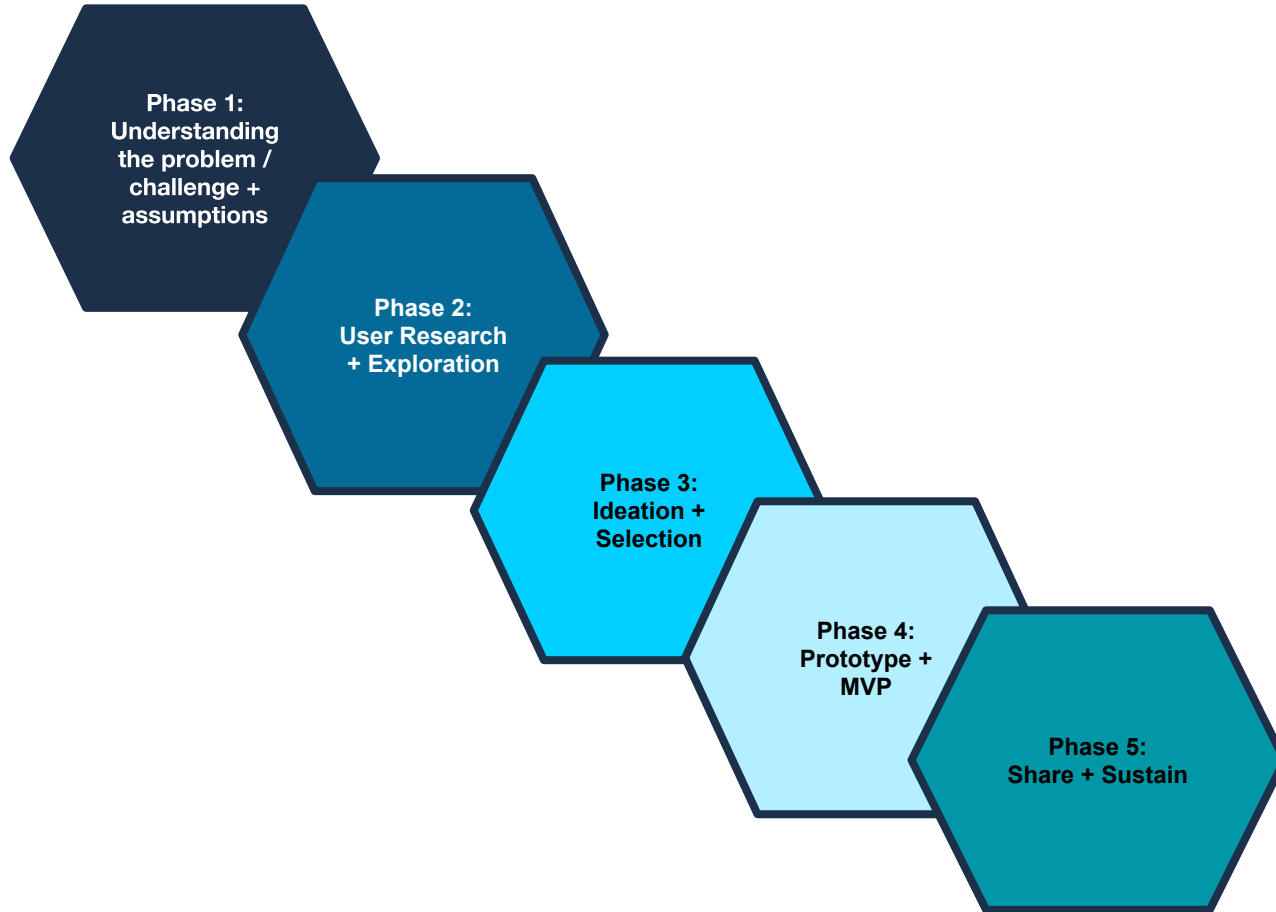 Phase 1:
Understanding
the problem /
challenge +
assumptions
Phase 2:
User Research
+ Exploration
Phase 3:
Ideation +
Selection
Phase 4:
Prototype +
MVP
Phase 5:
Share + Sustain